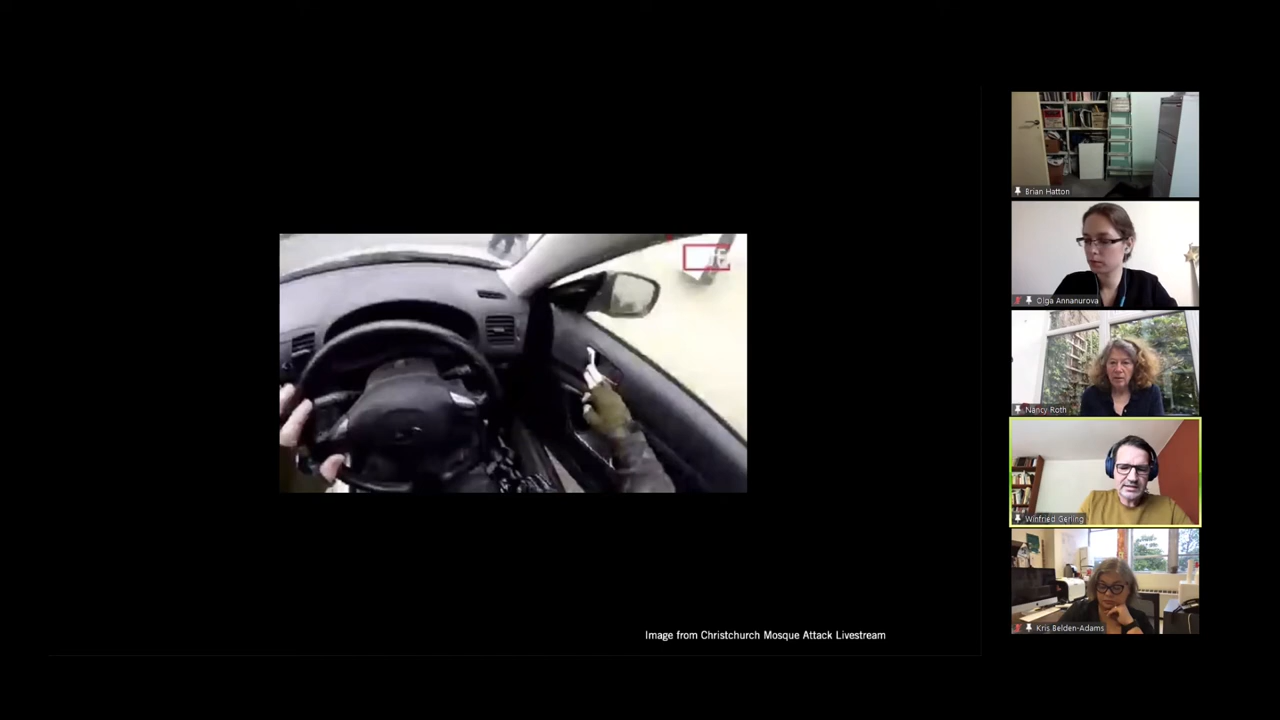 Brian Hatton
Olga Annanurova
Nancy Roth
Winfried Gerling
Kris Belden-Adams
Image from Christchurch Mosque Attack Livestream